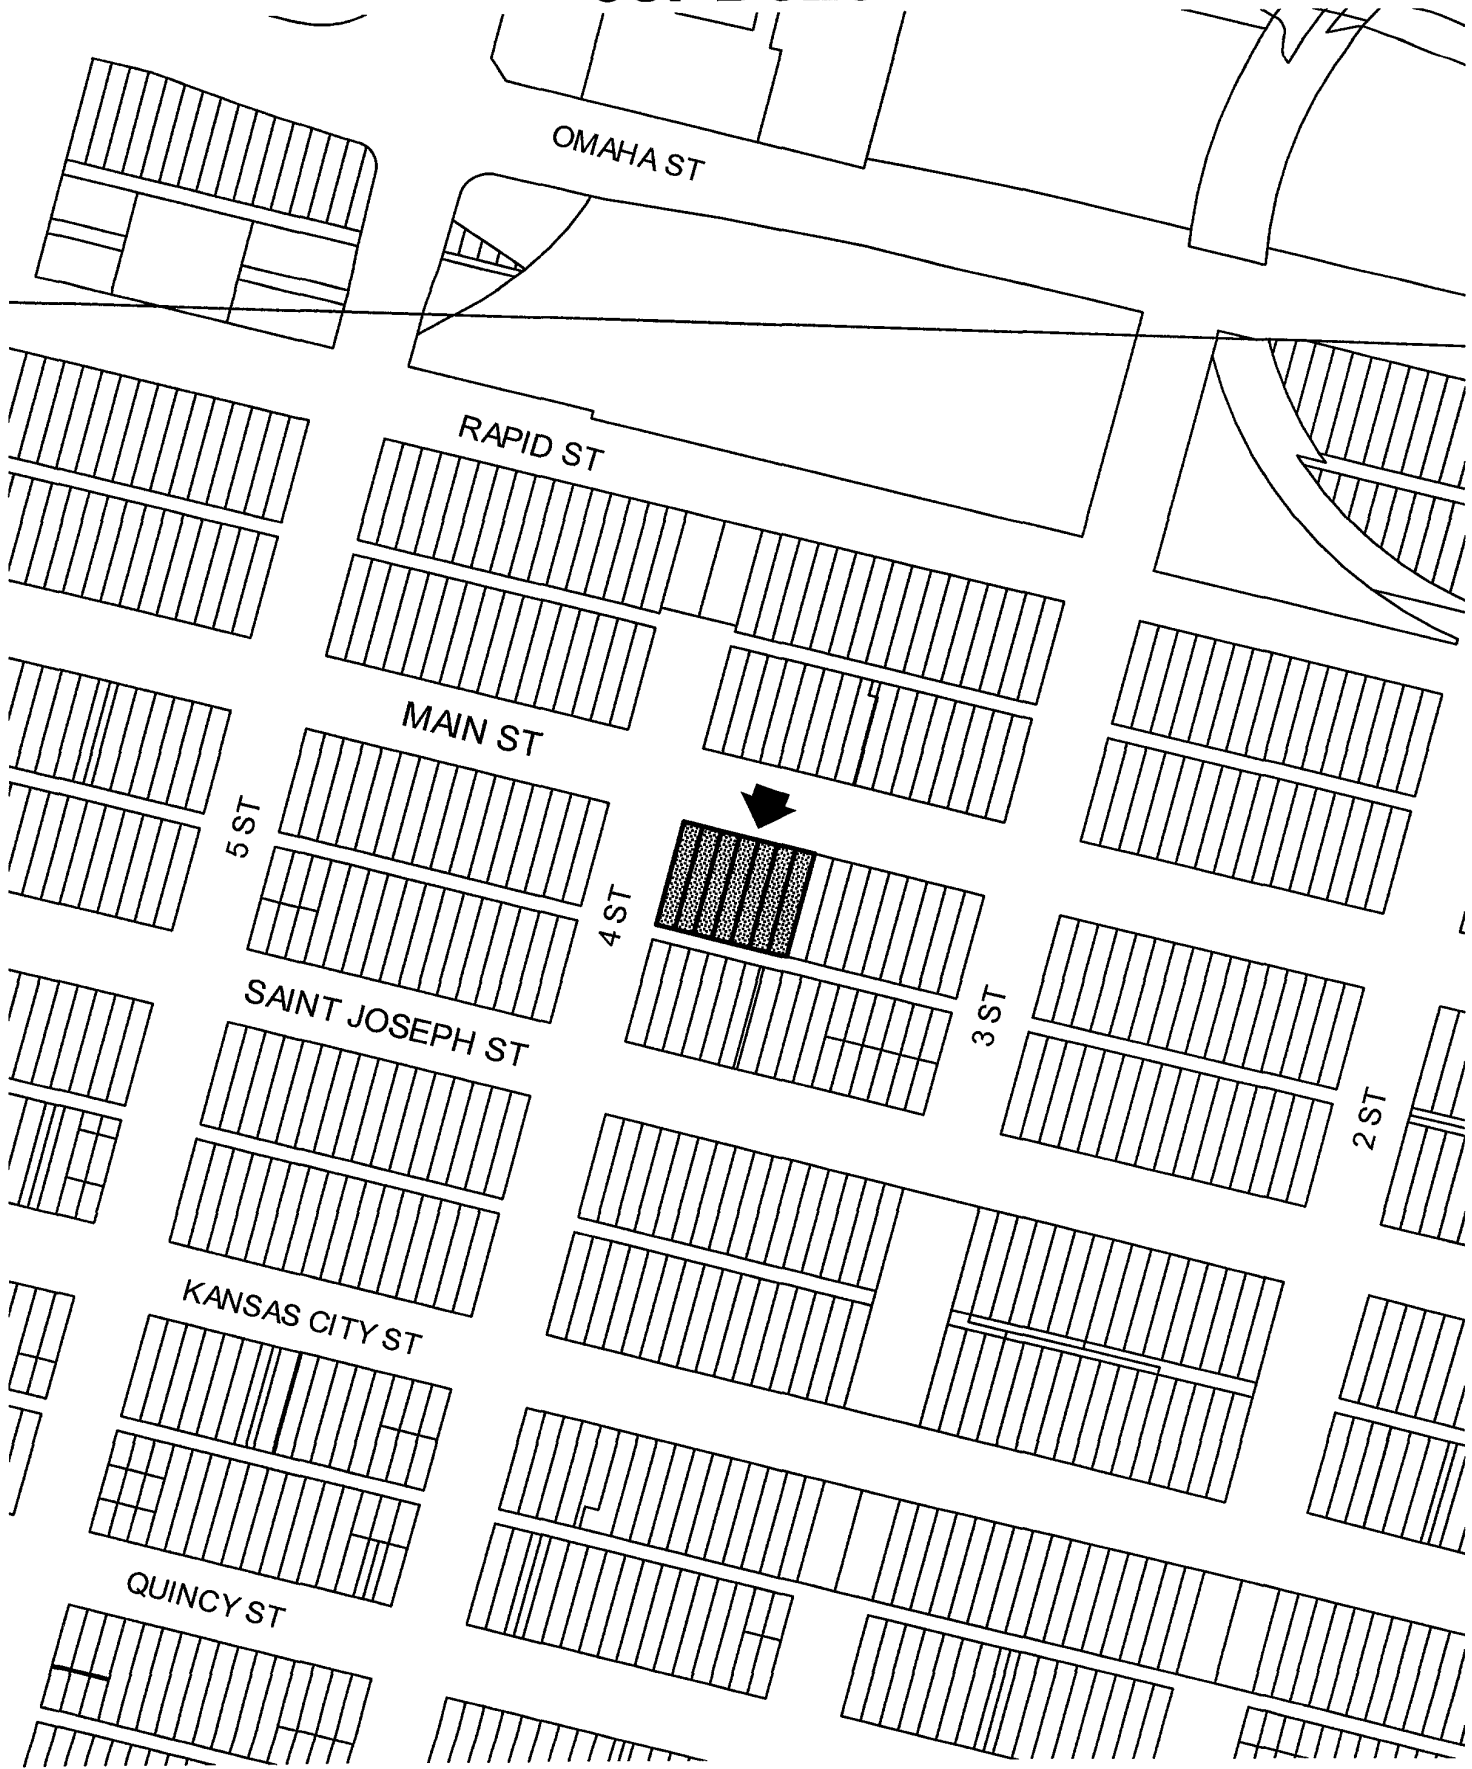 OMAHA ST
RAPID ST
MAIN ST
5 ST
4 ST
SAINT JOSEPH ST
3 ST
2 ST
KANSAS CITY ST
QUINCY ST